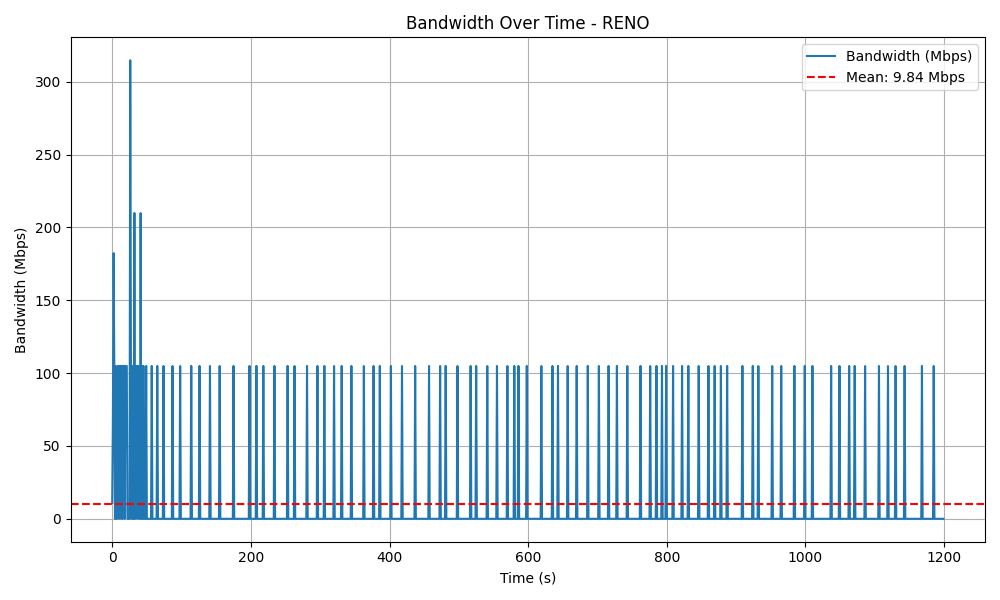 Bandwidth Over Time - RENO
Bandwidth (Mbps)
Mean: 9.84 Mbps
Bandwidth (Mbps)
300
250
200
150
100
50
0
0 200 400 600 800 1000 1200
Time (s)